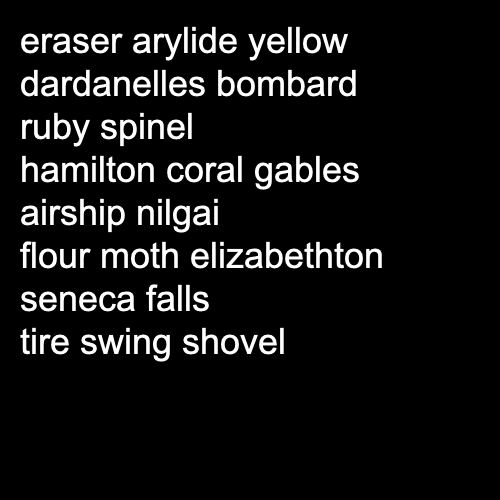 eraser arylide yellow
dardanelles bombard
ruby spinel
hamilton coral gables
airship nilgai
flour moth elizabethton
seneca falls
tire swing shovel